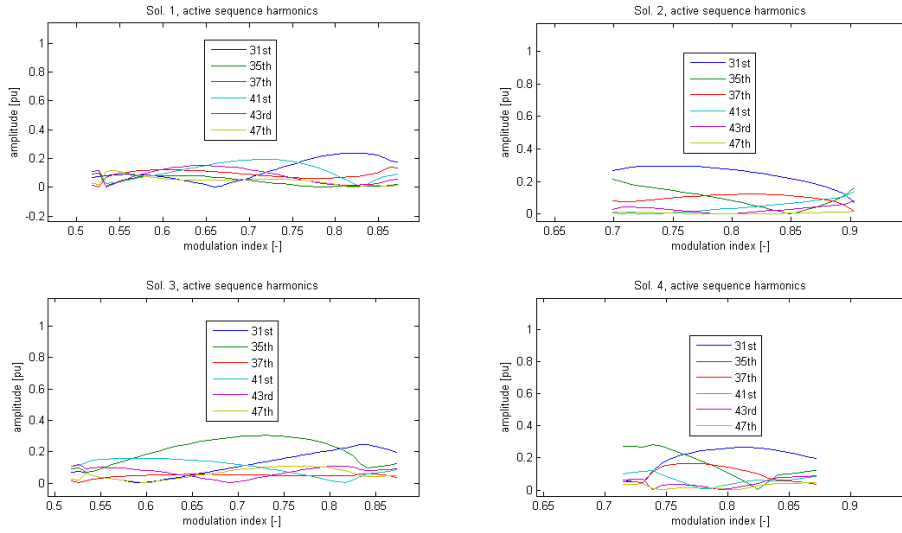 Sol. 1, active sequence harmonics
amplitude [pu]
1
0.8
0.6
0.4
0.2
0
-0.2
31st
35th
37th
41st
43rd
47th
0.5 0.55 0.6 0.65 0.7 0.75 0.8 0.85
modulation index [-]
Sol. 2, active sequence harmonics
amplitude [pu]
1
0.8
0.6
0.4
0.2
0
31st
35th
37th
41st
43rd
47th
0.65 0.7 0.75 0.8 0.85 0.9
modulation index [-]
Sol. 3, active sequence harmonics
amplitude [pu]
1
0.8
0.6
0.4
0.2
0
31st
35th
37th
41st
43rd
47th
0.5 0.55 0.6 0.65 0.7 0.75 0.8 0.85
modulation index [-]
Sol. 4, active sequence harmonics
amplitude [pu]
1
0.8
0.6
0.4
0.2
0
31st
35th
37th
41st
43rd
47th
0.65 0.7 0.75 0.8 0.85 0.9
modulation index [-]